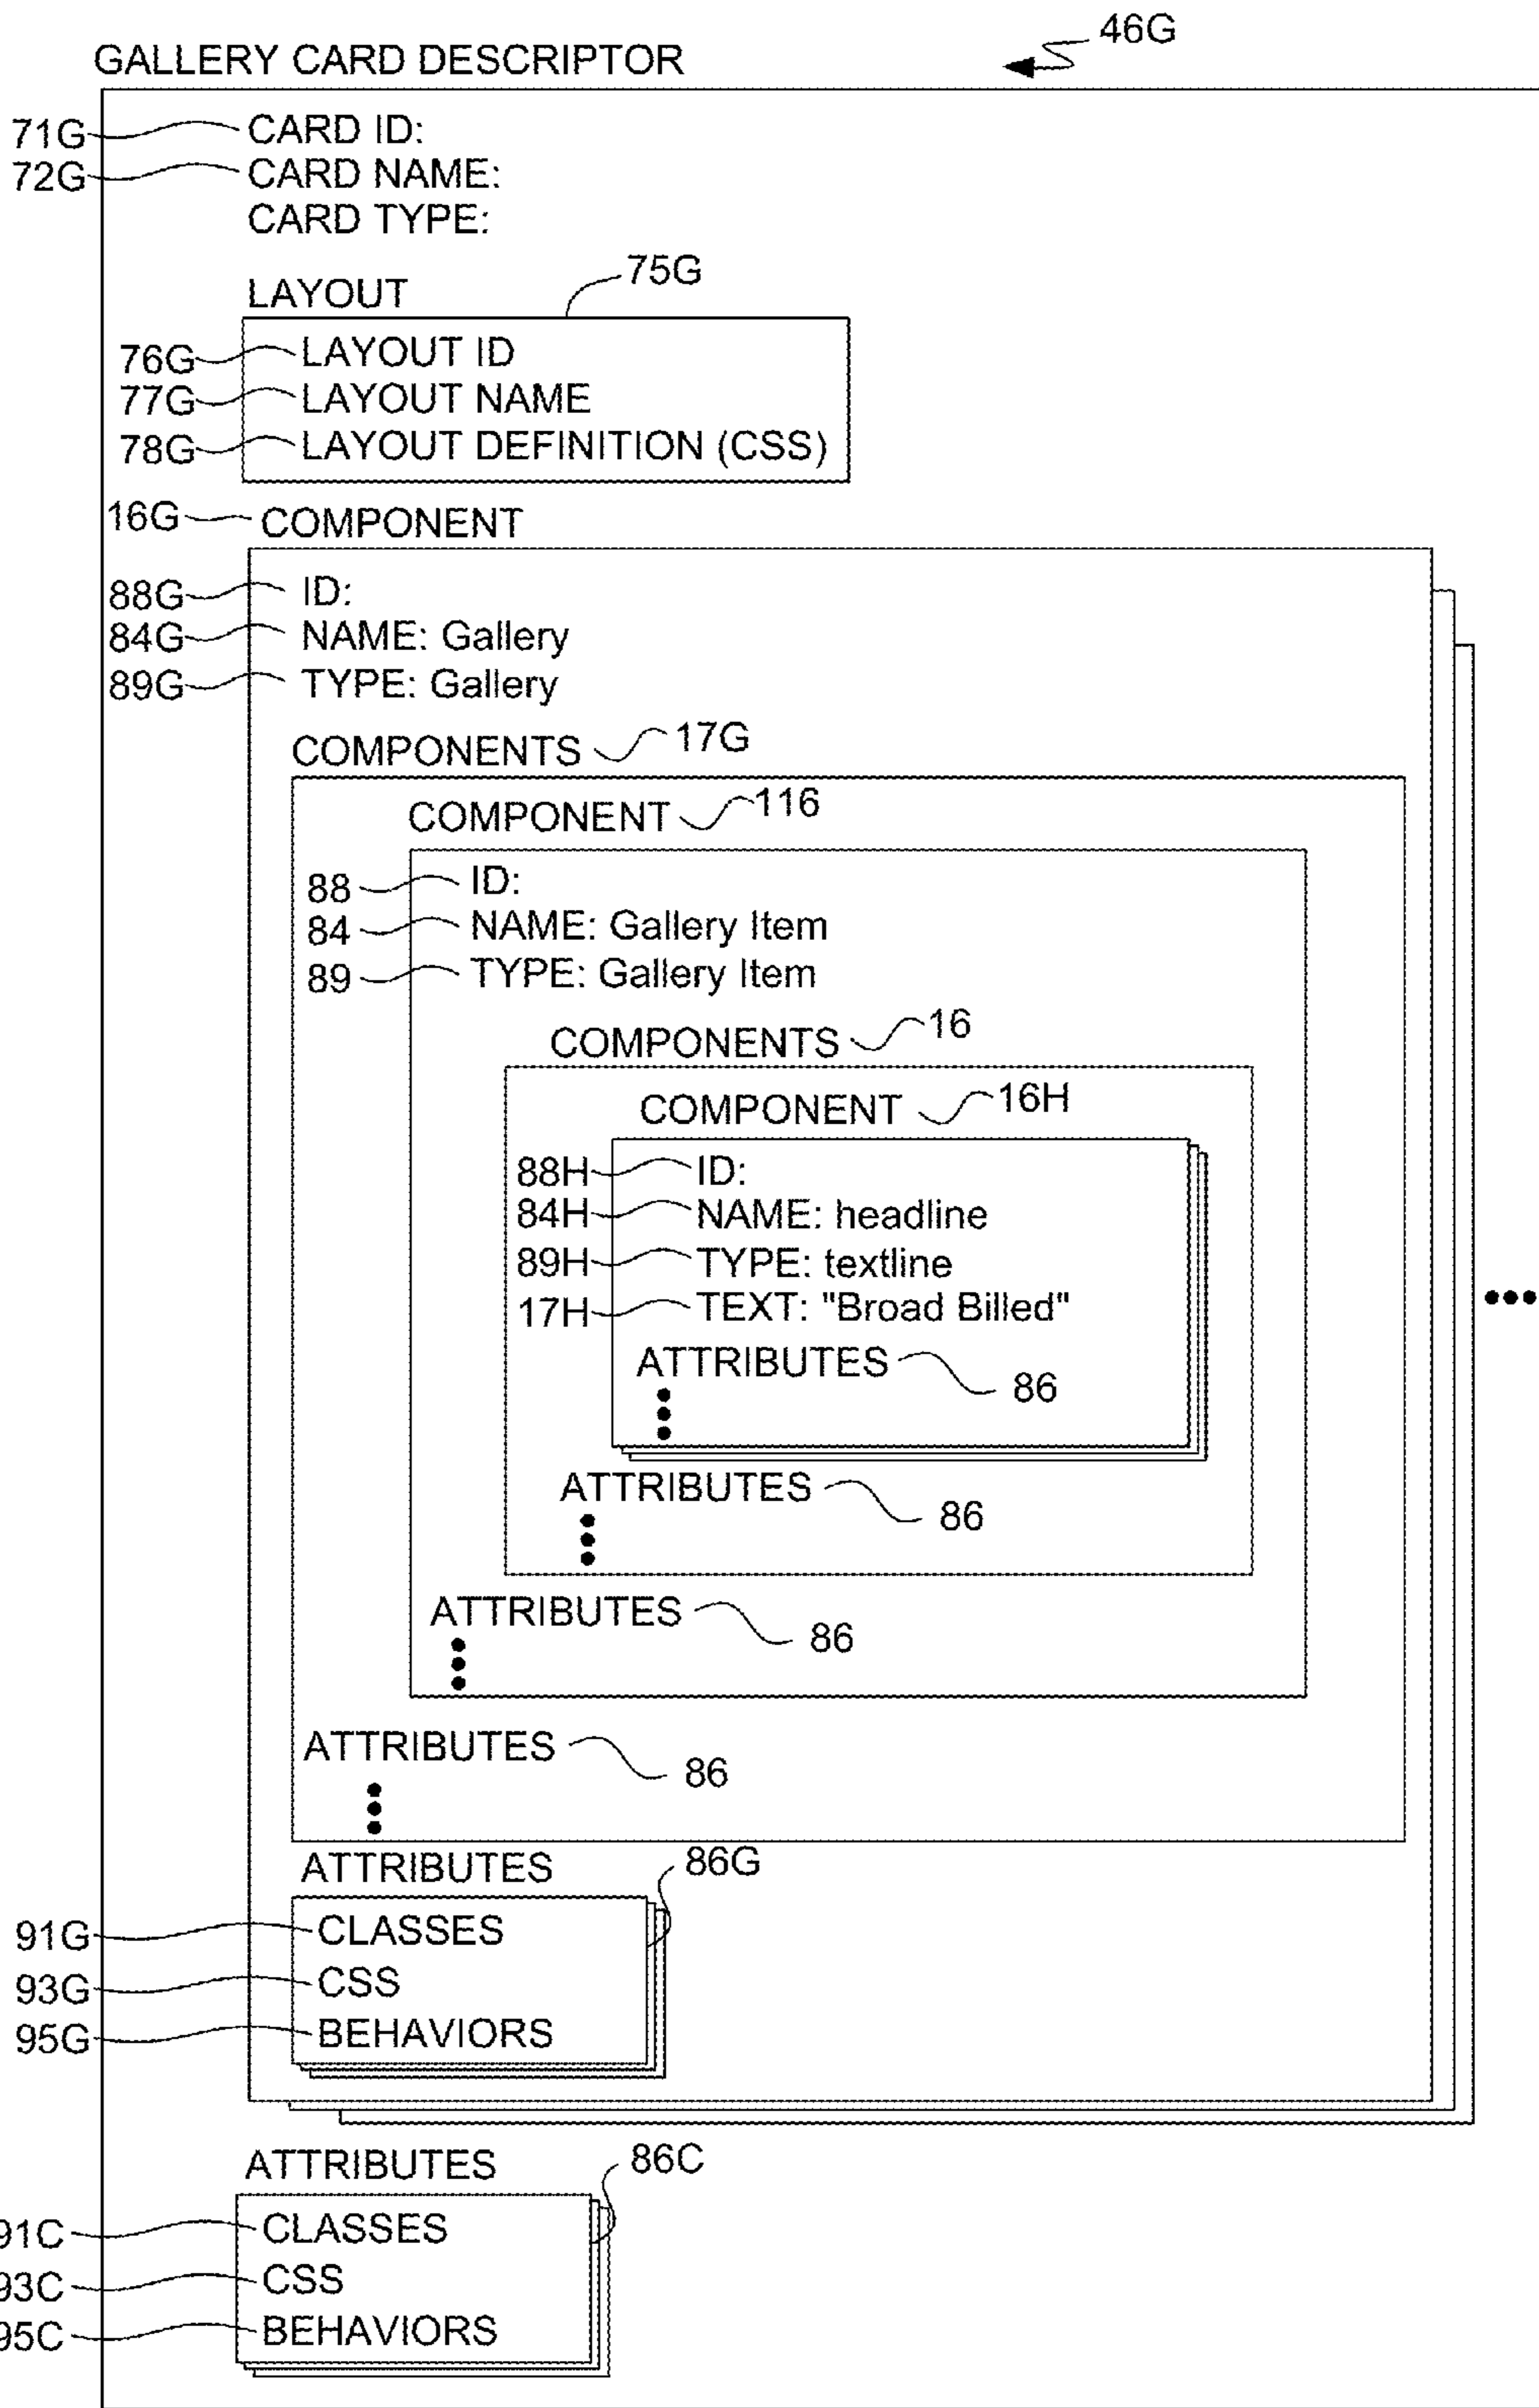 46G
GALLERY CARD DESCRIPTOR
71G CARD ID:
72G CARD NAME:
CARD TYPE:
75G
LAYOUT
76G LAYOUT ID
77G LAYOUT NAME
78G LAYOUT DEFINITION (CSS)
16G COMPONENT
88G ID:
84G NAME: Gallery
89G TYPE: Gallery
COMPONENTS 17G
COMPONENT 116
88 ID:
84 NAME: Gallery Item
89 TYPE: Gallery Item
COMPONENTS 16
COMPONENT 16H
88H ID:
84H NAME: headline
89H TYPE: textline
17H TEXT: "Broad Billed"
ATTRIBUTES 86
ATTRIBUTES 86
ATTRIBUTES 86
ATTRIBUTES 86
ATTRIBUTES 86G
91G CLASSES
93G CSS
95G BEHAVIORS
ATTRIBUTES 86C
91C CLASSES
93C CSS
95C BEHAVIORS